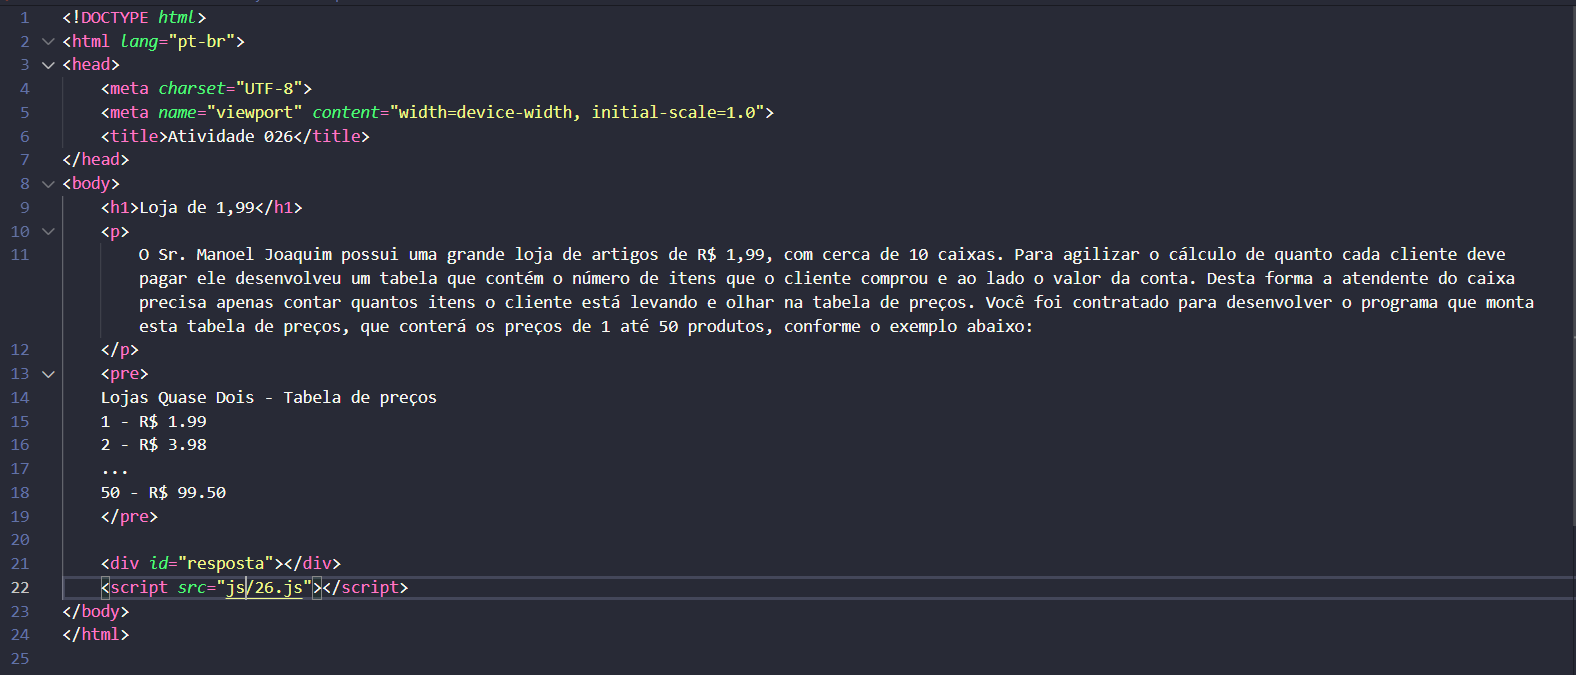 1 <!DOCTYPE html>
2 <html lang="pt-br">
3 <head>
4 <meta charset="UTF-8">
5 <meta name="viewport" content="width=device-width, initial-scale=1.0">
6 <title>Atividade 026</title>
7 </head>
8 <body>
9 <h1>Loja de 1,99</h1>
10 <p>
11 O Sr. Manoel Joaquim possui uma grande loja de artigos de R$ 1,99, com cerca de 10 caixas. Para agilizar o cálculo de quanto cada cliente deve
pagar ele desenvolveu um tabela que contém o número de itens que o cliente comprou e ao lado o valor da conta. Desta forma a atendente do caixa
precisa apenas contar quantos itens o cliente está levando e olhar na tabela de preços. Você foi contratado para desenvolver o programa que monta
esta tabela de preços, que conterá os preços de 1 até 50 produtos, conforme o exemplo abaixo:
12 </p>
13 <pre>
14 Lojas Quase Dois - Tabela de preços
15 1 - R$ 1.99
16 2 - R$ 3.98
17 ...
18 50 - R$ 99.50
19 </pre>
20
21 <div id="resposta"></div>
22 <script src="js/26.js"></script>
23 </body>
24 </html>
25